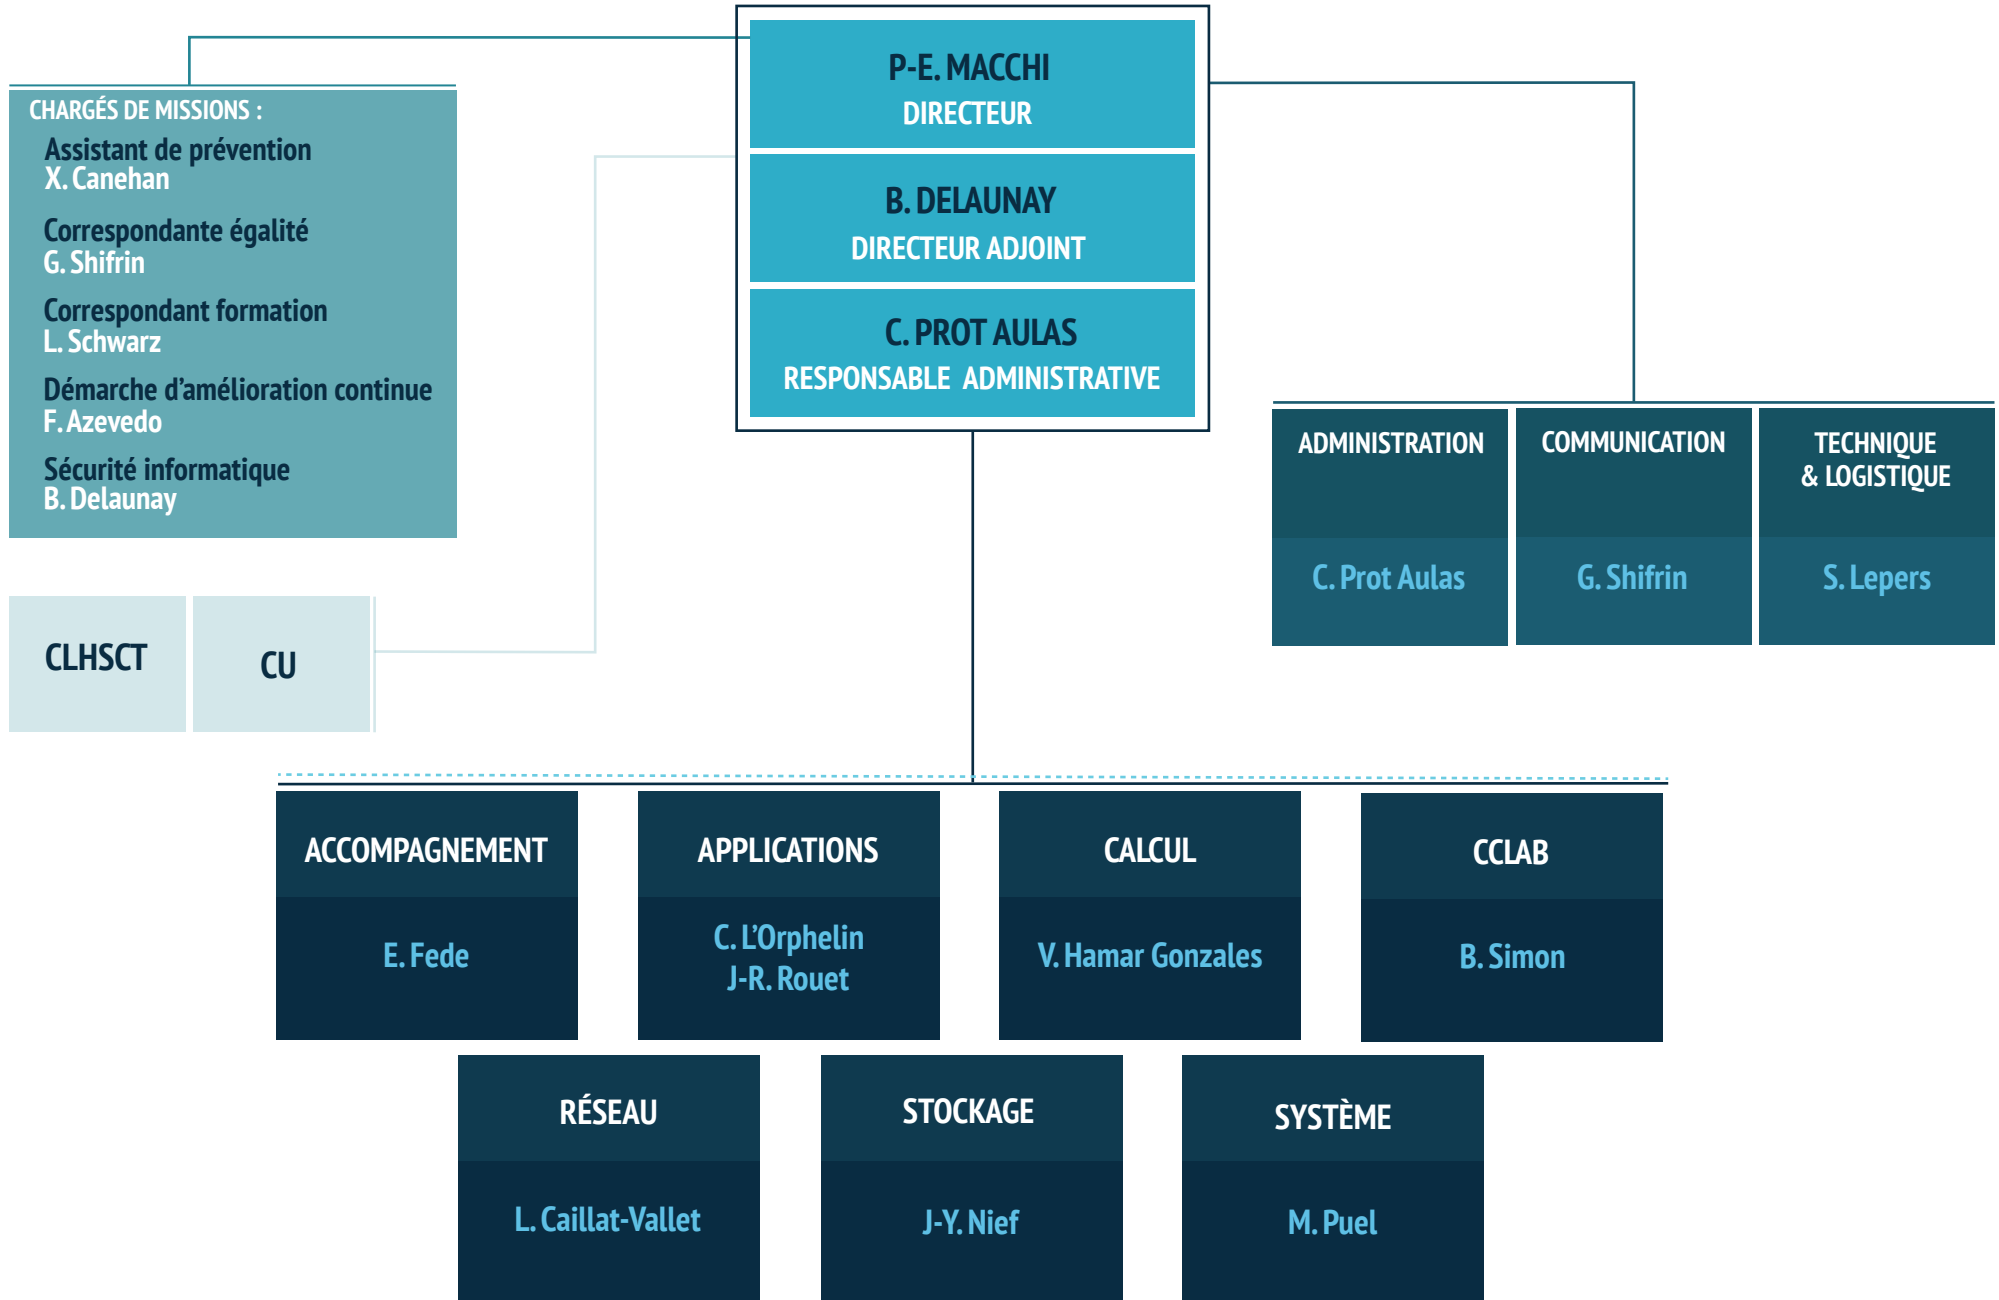 P-E. MACCHI
DIRECTEUR
B. DELAUNAY
DIRECTEUR ADJOINT
C. PROT AULAS
RESPONSABLE ADMINISTRATIVE
CHARGÉS DE MISSIONS :
Assistant de prévention
X. Canehan
Correspondante égalité
G. Shifrin
Correspondant formation
L. Schwarz
Démarche d’amélioration continue
F. Azevedo
Sécurité informatique
B. Delaunay
CLHSCT
CU
ADMINISTRATION
C. Prot Aulas
COMMUNICATION
G. Shifrin
TECHNIQUE
& LOGISTIQUE
S. Lepers
ACCOMPAGNEMENT
E. Fede
APPLICATIONS
C. L’Orphelin
J-R. Rouet
CALCUL
V. Hamar Gonzales
CCLAB
B. Simon
RÉSEAU
L. Caillat-Vallet
STOCKAGE
J-Y. Nief
SYSTÈME
M. Puel